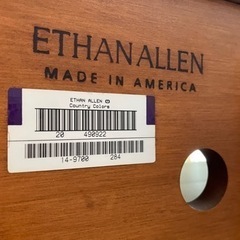 ETHAN ALLEN
MADE IN AMERICA
ETHAN ALLEN
Country Colors
20 490922
14-9700 284